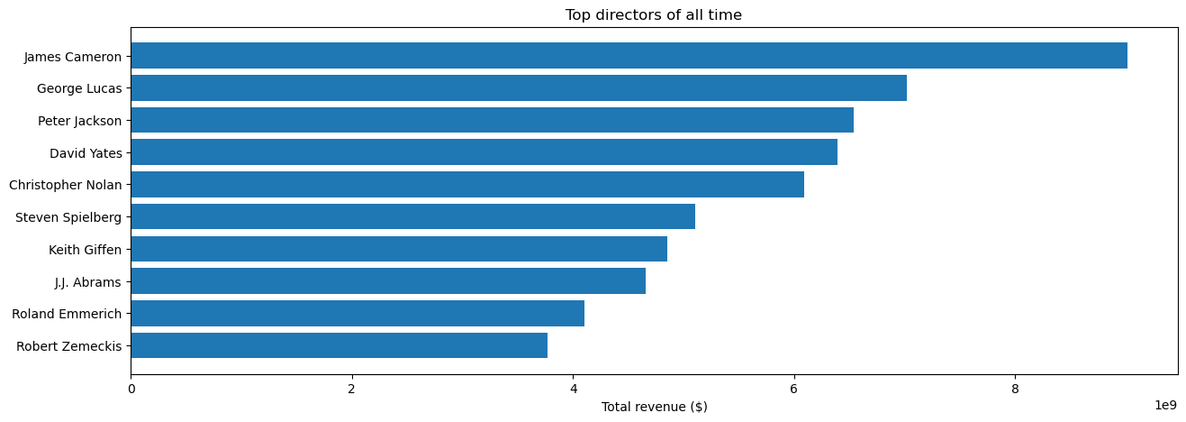 Top directors of all time
James Cameron
George Lucas
Peter Jackson
David Yates
Christopher Nolan
Steven Spielberg
Keith Giffen
J.J. Abrams
Roland Emmerich
Robert Zemeckis
0 2 4 6 8
1e9
Total revenue ($)